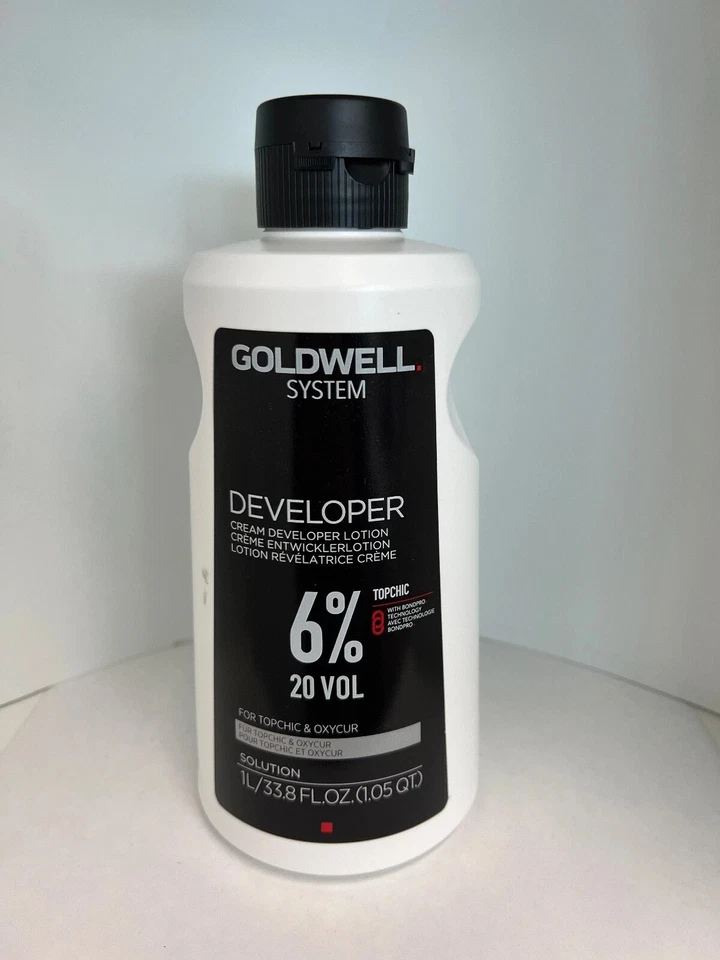 GOLDWELL.
SYSTEM
DEVELOPER
CREAM DEVELOPER LOTION
CRÈME ENTWICKLERLOTION
LOTION RÉVÉLATRICE CRÈME
6%
20 VOL
TOPCHIC
WITH BONDPRO
TECHNOLOGY
AVEC TECHNOLOGIE
BONDPRO
FOR TOPCHIC & OXYCUR
FÜR TOPCHIC & OXYCUR
POUR TOPCHIC ET OXYCUR
SOLUTION
1L/33.8 FL.OZ.(1.05 QT.)